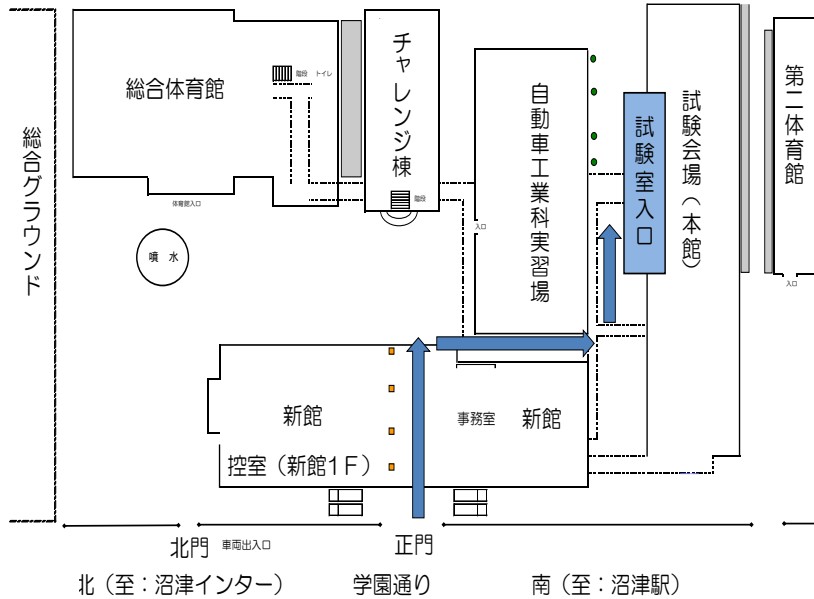 総合グラウンド
総合体育館
階段 トイレ
体育館入口
噴 水
チャレンジ棟
階段
自動車工業科実習場
入口
試験室入口
試験会場（本館）
第二体育館
入口
新館
控室（新館１Ｆ）
事務室
新館
北門 車両出入口
正門
北（至：沼津インター）
学園通り
南（至：沼津駅）